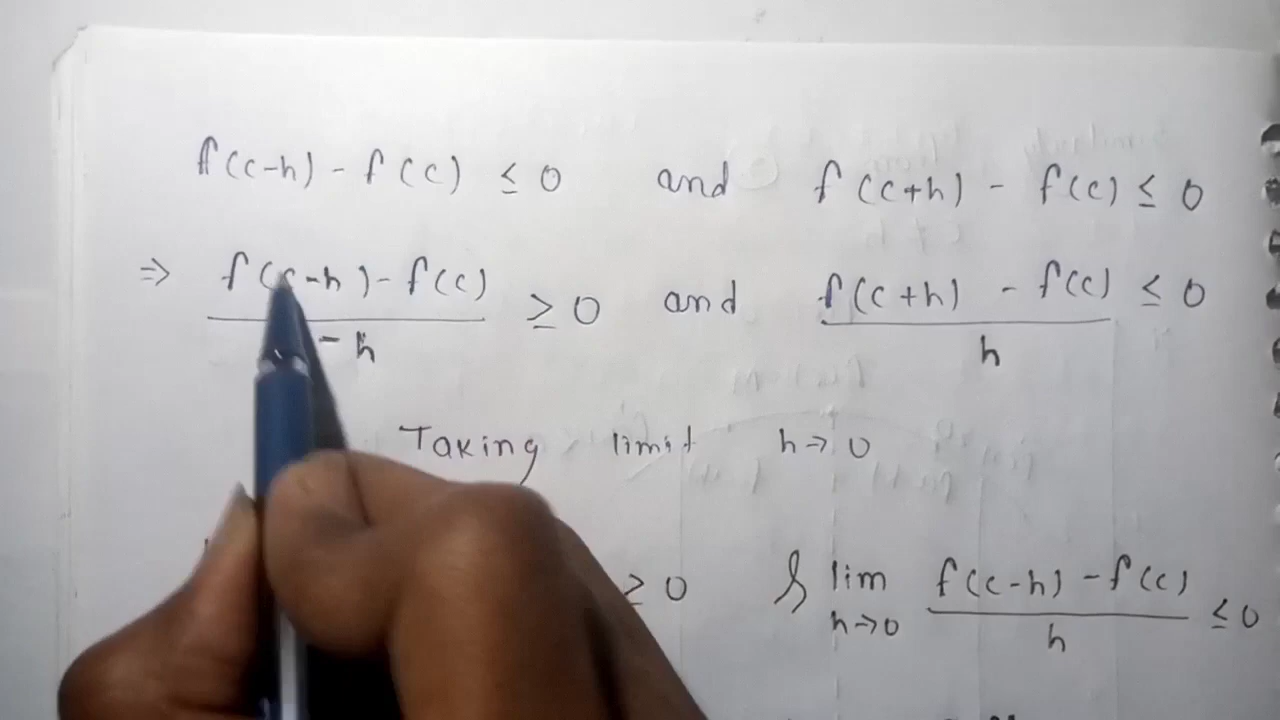 f(c-h) - f(c) ≤ 0 and f(c+h) - f(c) ≤ 0
⇒ f(c-h) - f(c) / -h ≥ 0 and f(c+h) - f(c) / h ≤ 0
Taking limit h→0
≥ 0 & lim h→0 f(c-h) - f(c) / h ≤ 0